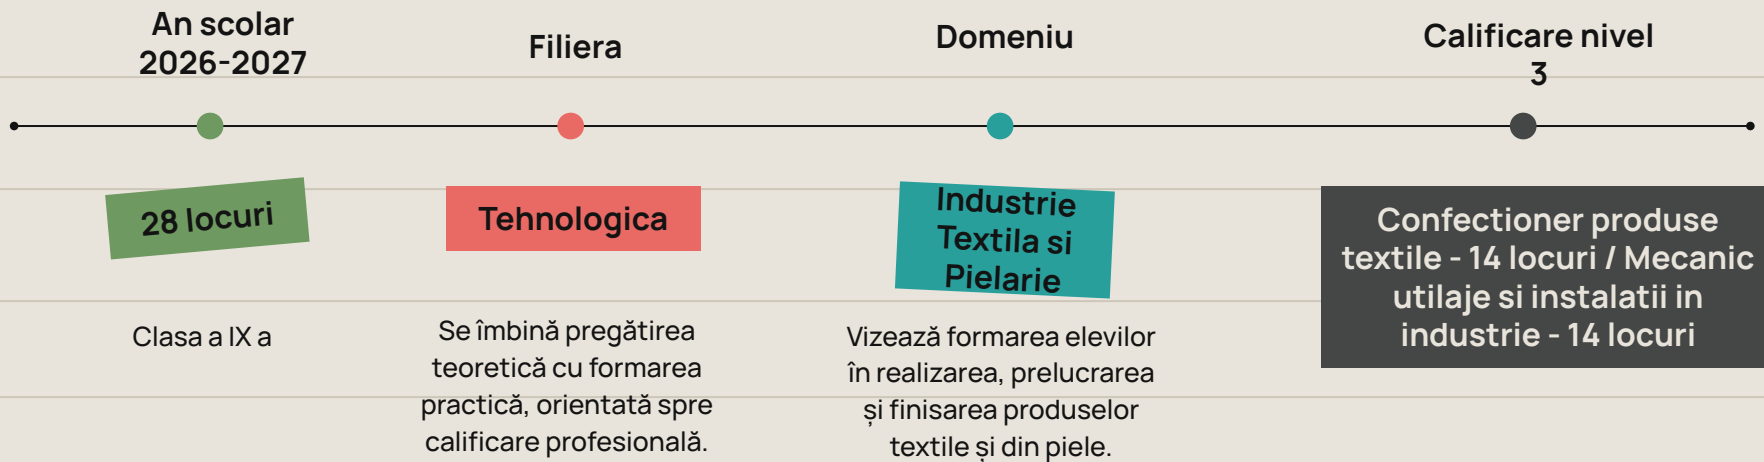 An scolar
2026-2027
28 locuri
Clasa a IX a
Filiera
Tehnologica
Se îmbină pregătirea
teoretică cu formarea
practică, orientată spre
calificare profesională.
Domeniu
Industrie
Textila si
Pielarie
Vizează formarea elevilor
în realizarea, prelucrarea
și finisarea produselor
textile și din piele.
Calificare nivel
3
Confectioner produse
textile - 14 locuri / Mecanic
utilaje si instalatii in
industrie - 14 locuri